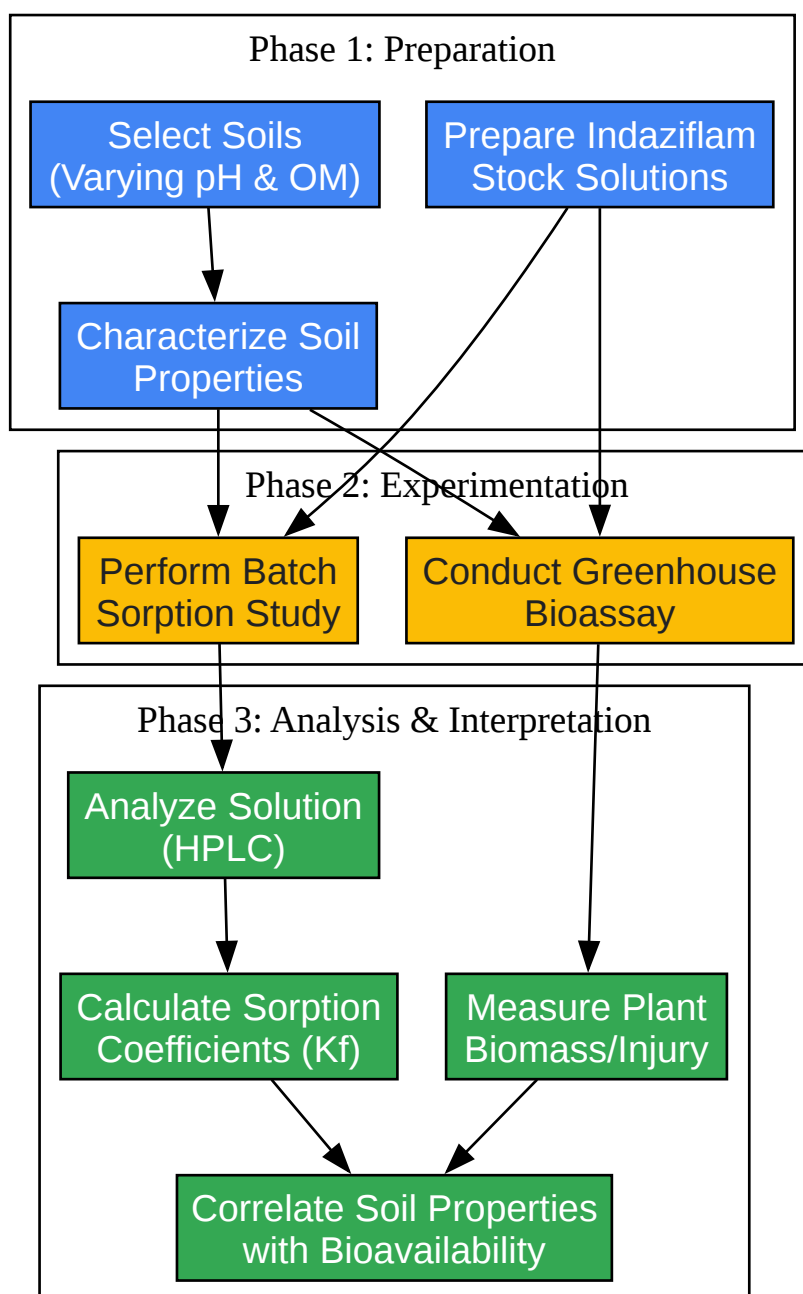 Phase 1: Preparation
Select Soils
(Varying pH & OM)
Prepare Indaziflam
Stock Solutions
Characterize Soil
Properties
Phase 2: Experimentation
Perform Batch
Sorption Study
Conduct Greenhouse
Bioassay
Phase 3: Analysis & Interpretation
Analyze Solution
(HPLC)
Calculate Sorption
Coefficients (Kf)
Measure Plant
Biomass/Injury
Correlate Soil Properties
with Bioavailability